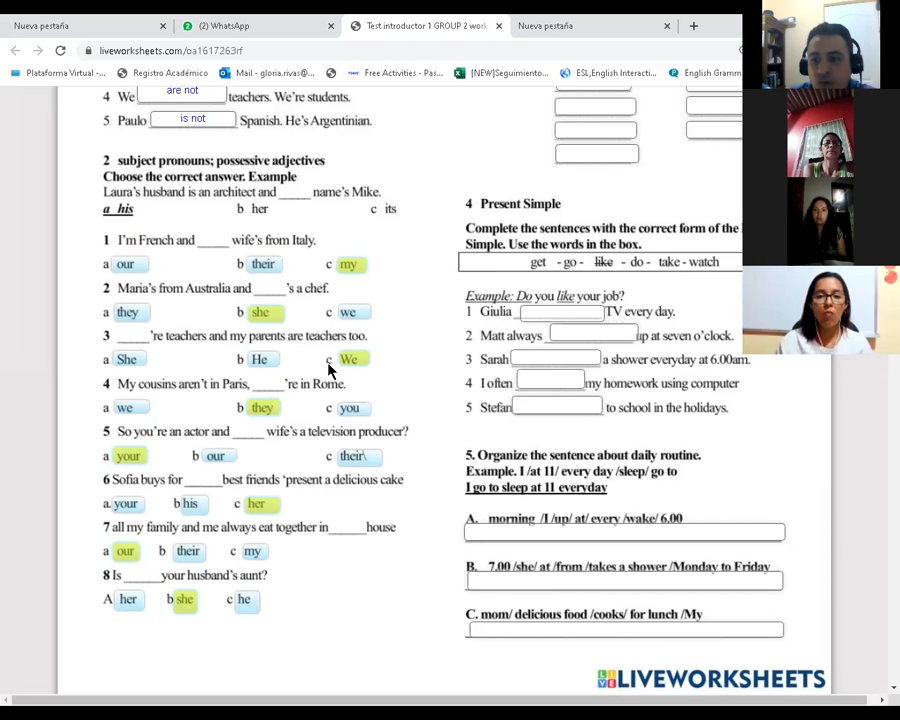 Nueva pestaña
(2) WhatsApp
Test introductor 1 GROUP 2 work
Nueva pestaña
liveworksheets.com/oa1617263rf
Plataforma Virtual -...
Registro Académico
Mail - gloria.rivas@...
Free Activities - Pas...
[NEW]Seguimiento...
ESL,English Interacti...
English Gramm
4 We are not teachers. We're students.
5 Paulo is not Spanish. He's Argentinian.
2 subject pronouns; possessive adjectives
Choose the correct answer. Example
Laura's husband is an architect and _____ name's Mike.
a his b her c its
1 I'm French and _____ wife's from Italy.
a our b their c my
2 Maria's from Australia and _____'s a chef.
a they b she c we
3 _____'re teachers and my parents are teachers too.
a She b He c We
4 My cousins aren't in Paris, _____'re in Rome.
a we b they c you
5 So you're an actor and _____ wife's a television producer?
a your b our c their\
6 Sofia buys for _____best friends 'present a delicious cake
a. your b his c her
7 all my family and me always eat together in _____ house
a our b their c my
8 Is _____ your husband's aunt?
A her b she c he
4 Present Simple
Complete the sentences with the correct form of the
Simple. Use the words in the box.
get - go - like - do - take - watch
Example: Do you like your job?
1 Giulia TV every day.
2 Matt always up at seven o'clock.
3 Sarah a shower everyday at 6.00am.
4 I often my homework using computer
5 Stefan to school in the holidays.
5. Organize the sentence about daily routine.
Example. I /at 11/ every day /sleep/ go to
I go to sleep at 11 everyday
A. morning /I /up/ at/ every /wake/ 6.00
B. 7.00 /she/ at /from /takes a shower /Monday to Friday
C. mom/ delicious food /cooks/ for lunch /My
LIVEWORKSHEETS